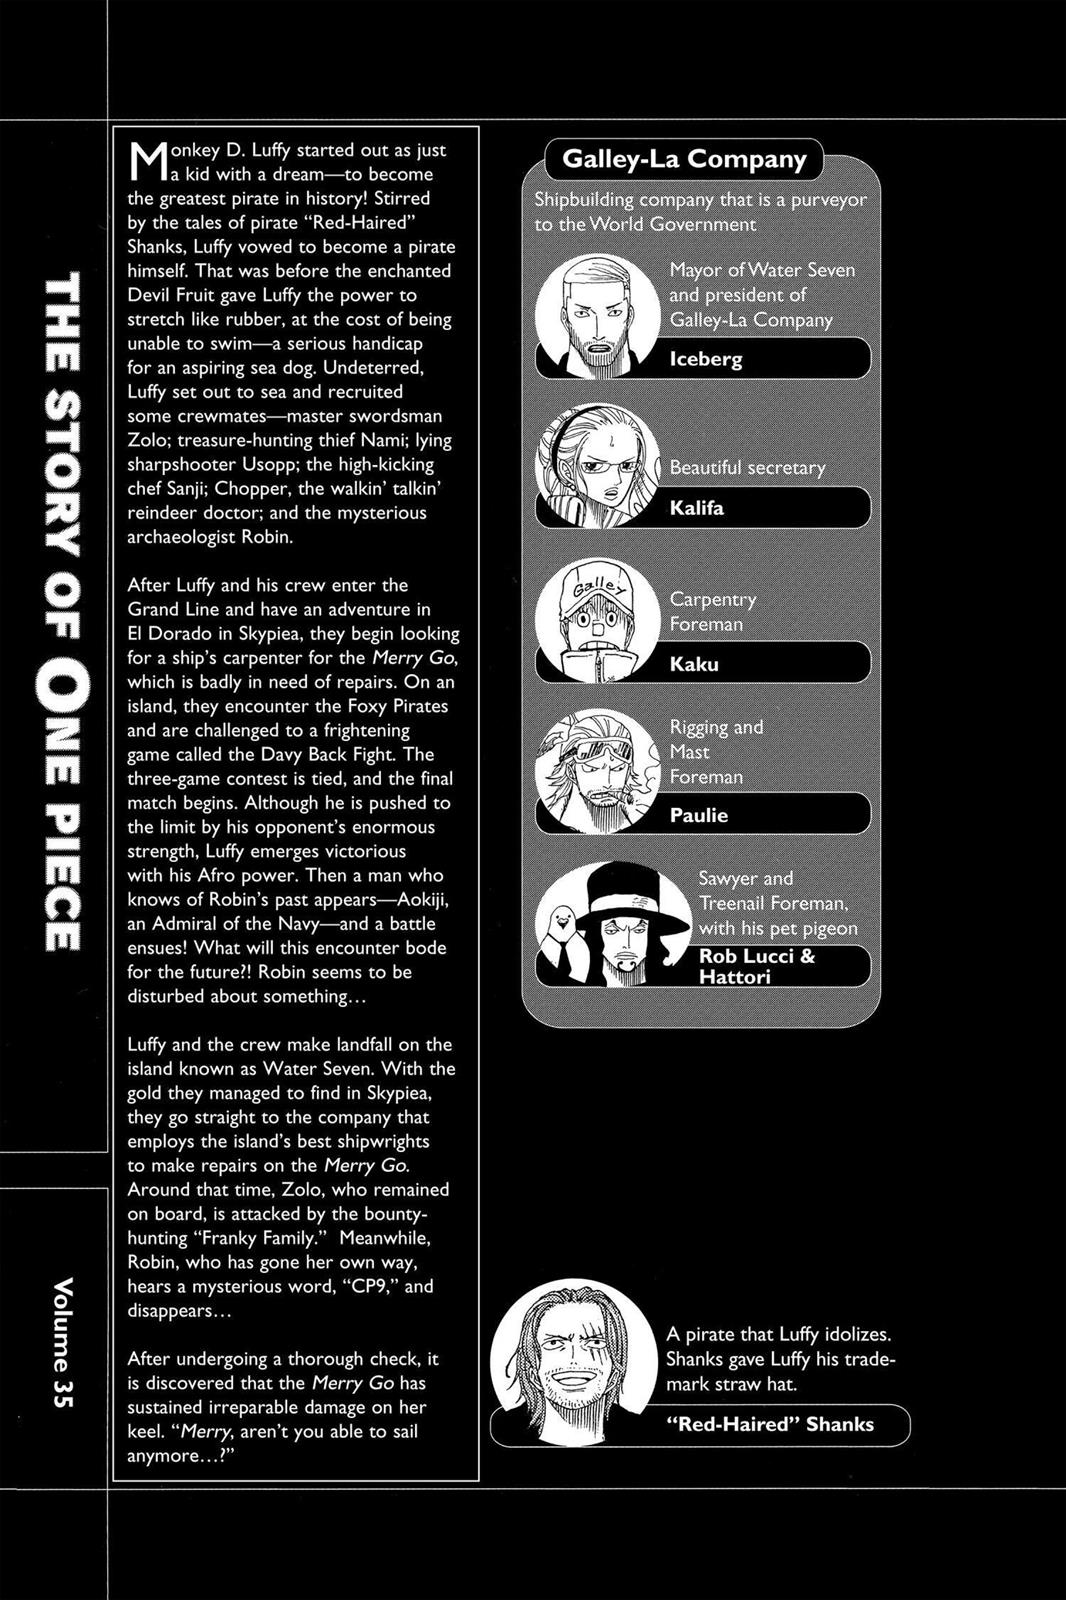 THE STORY OF ONE PIECE
Volume 35
Monkey D. Luffy started out as just
a kid with a dream—to become
the greatest pirate in history! Stirred
by the tales of pirate “Red-Haired”
Shanks, Luffy vowed to become a pirate
himself. That was before the enchanted
Devil Fruit gave Luffy the power to
stretch like rubber, at the cost of being
unable to swim—a serious handicap
for an aspiring sea dog. Undeterred,
Luffy set out to sea and recruited
some crewmates—master swordsman
Zolo; treasure-hunting thief Nami; lying
sharpshooter Usopp; the high-kicking
chef Sanji; Chopper, the walkin’ talkin’
reindeer doctor; and the mysterious
archaeologist Robin.
After Luffy and his crew enter the
Grand Line and have an adventure in
El Dorado in Skypiea, they begin looking
for a ship’s carpenter for the Merry Go,
which is badly in need of repairs. On an
island, they encounter the Foxy Pirates
and are challenged to a frightening
game called the Davy Back Fight. The
three-game contest is tied, and the final
match begins. Although he is pushed to
the limit by his opponent’s enormous
strength, Luffy emerges victorious
with his Afro power. Then a man who
knows of Robin’s past appears—Aokiji,
an Admiral of the Navy—and a battle
ensues! What will this encounter bode
for the future?! Robin seems to be
disturbed about something…
Luffy and the crew make landfall on the
island known as Water Seven. With the
gold they managed to find in Skypiea,
they go straight to the company that
employs the island’s best shipwrights
to make repairs on the Merry Go.
Around that time, Zolo, who remained
on board, is attacked by the bounty-
hunting “Franky Family.”  Meanwhile,
Robin, who has gone her own way,
hears a mysterious word, “CP9,” and
disappears…
After undergoing a thorough check, it
is discovered that the Merry Go has
sustained irreparable damage on her
keel. “Merry, aren’t you able to sail
anymore…?”
Galley-La Company
Shipbuilding company that is a purveyor
to the World Government
Mayor of Water Seven
and president of
Galley-La Company
Iceberg
Beautiful secretary
Kalifa
Galley
Carpentry
Foreman
Kaku
Rigging and
Mast
Foreman
Paulie
Sawyer and
Treenail Foreman,
with his pet pigeon
Rob Lucci &
Hattori
A pirate that Luffy idolizes.
Shanks gave Luffy his trade-
mark straw hat.
“Red-Haired” Shanks